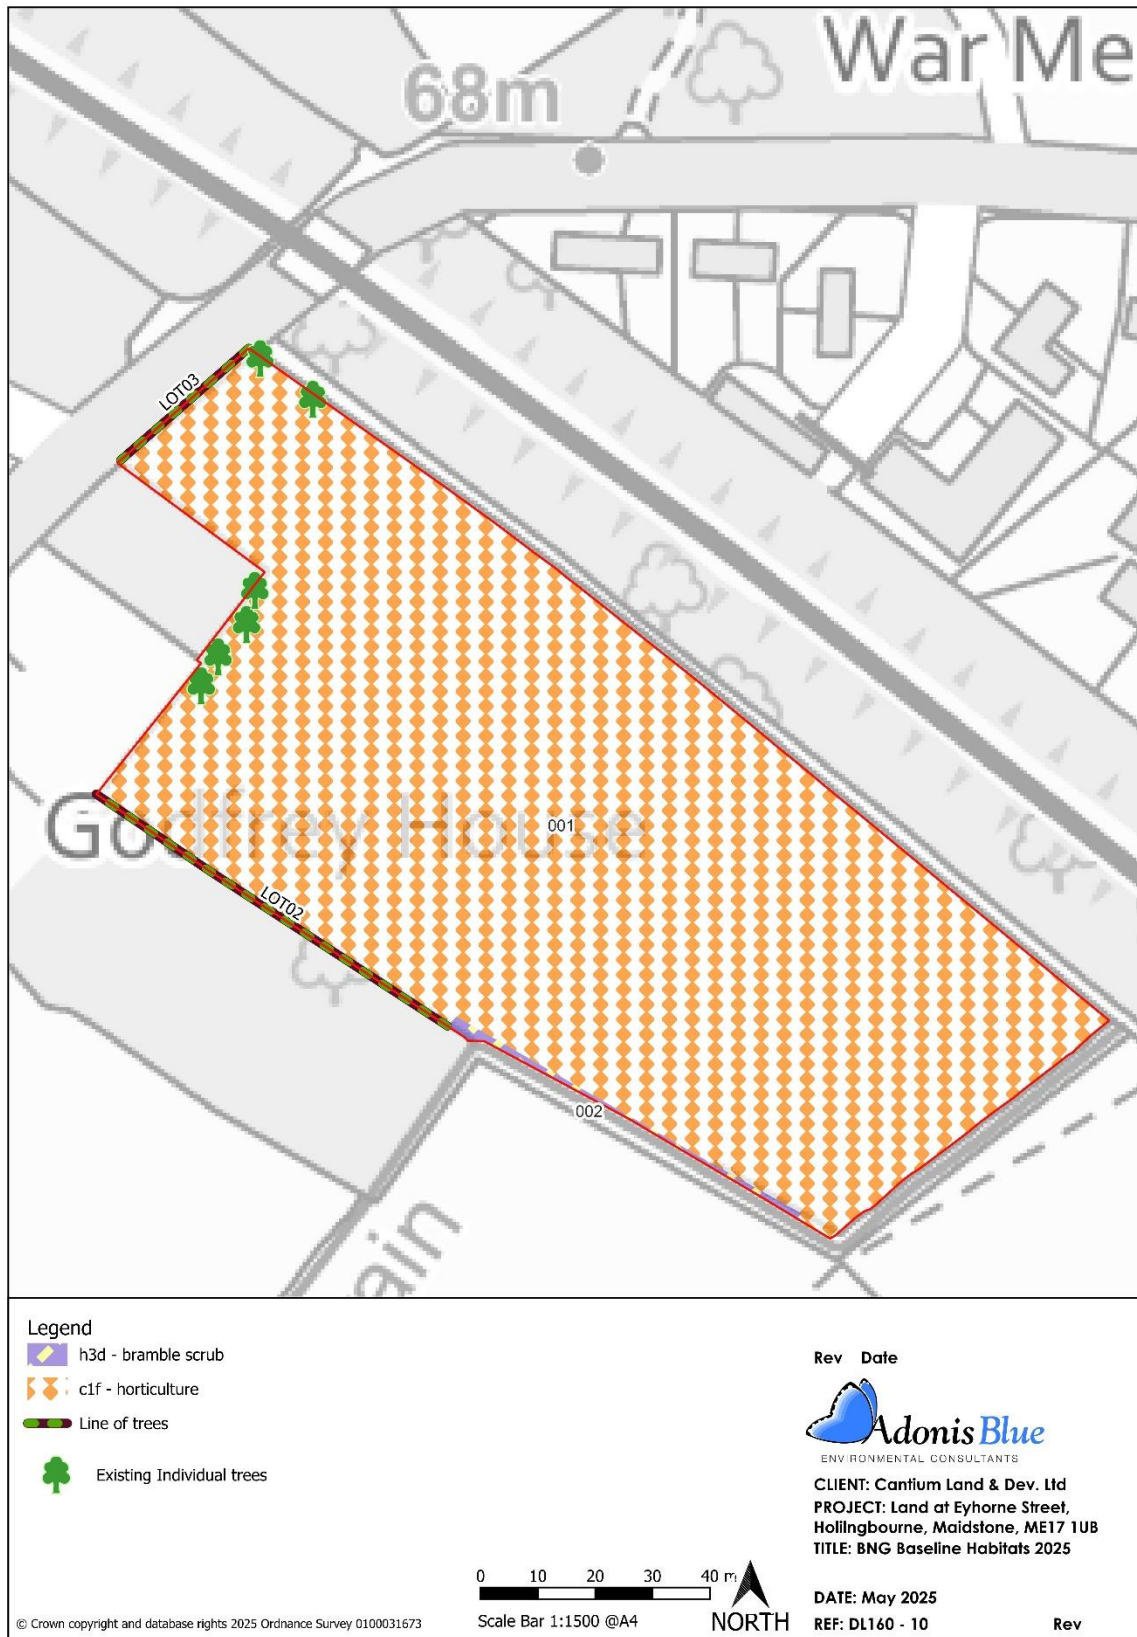 War Me
68m
LOT03
001
Godfrey House
LOT02
002
ain
Legend
h3d - bramble scrub
c1f - horticulture
Line of trees
Existing Individual trees
Rev Date
Adonis Blue
ENVIRONMENTAL CONSULTANTS
CLIENT: Cantium Land & Dev. Ltd
PROJECT: Land at Eyhorne Street,
Holilngbourne, Maidstone, ME17 1UB
TITLE: BNG Baseline Habitats 2025
0 10 20 30 40 m
Scale Bar 1:1500 @A4
NORTH
DATE: May 2025
REF: DL160 - 10 Rev
© Crown copyright and database rights 2025 Ordnance Survey 0100031673